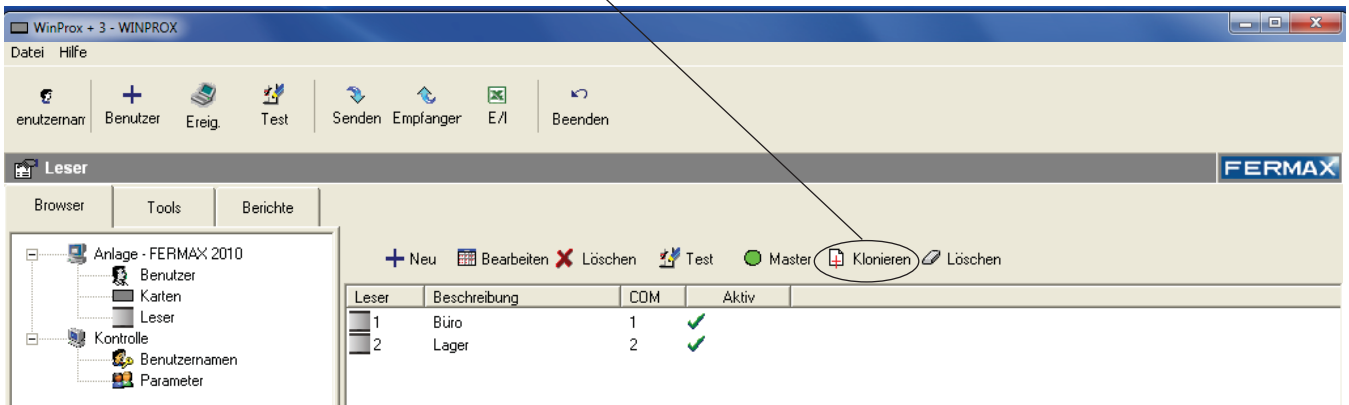 WinProx + 3 - WINPROX
Datei Hilfe
enutzernam Benutzer Ereig. Test Senden Empfanger E/I Beenden
Leser FERMAX
Browser Tools Berichte
Anlage - FERMAX 2010
Benutzer
Karten
Leser
Kontrolle
Benutzernamen
Parameter
Neu Bearbeiten Löschen Test Master Klonieren Löschen
Leser Beschreibung COM Aktiv
1 Büro 1
2 Lager 2